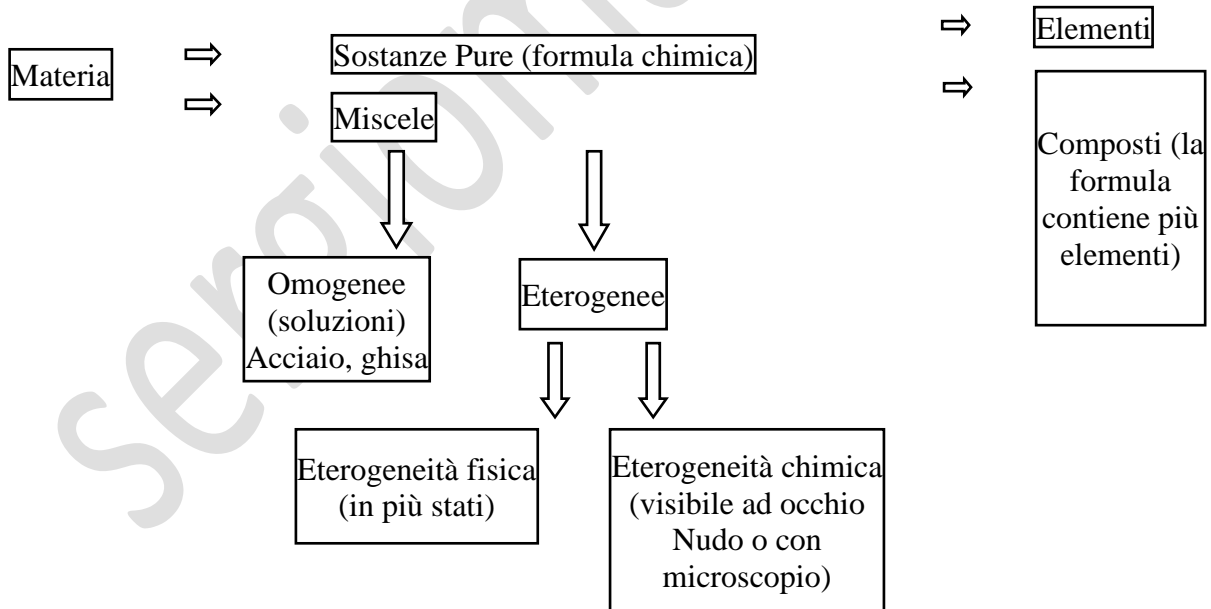 Materia
Sostanze Pure (formula chimica)
Elementi
Miscele
Composti (la
formula
contiene più
elementi)
Omogenee
(soluzioni)
Acciaio, ghisa
Eterogenee
Eterogeneità fisica
(in più stati)
Eterogeneità chimica
(visibile ad occhio
Nudo o con
microscopio)